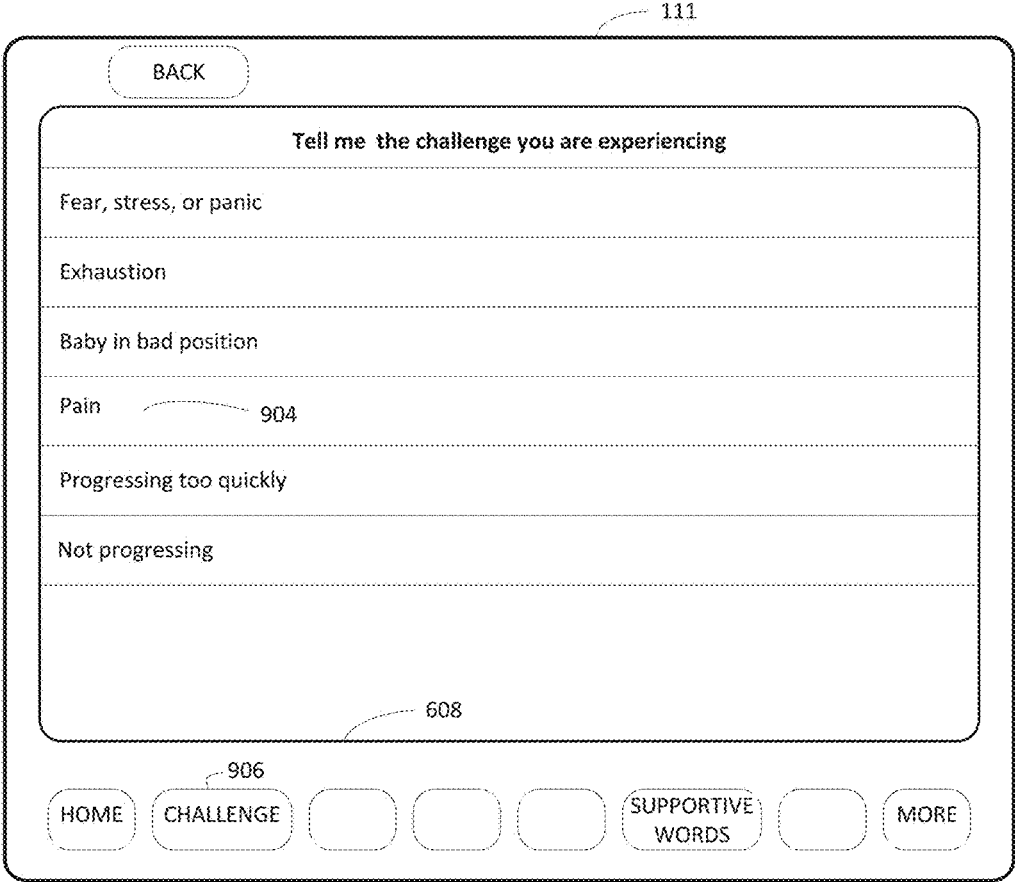 111
BACK
Tell me the challenge you are experiencing
Fear, stress, or panic
Exhaustion
Baby in bad position
Pain
904
Progressing too quickly
Not progressing
608
906
HOME
CHALLENGE
SUPPORTIVE
WORDS
MORE